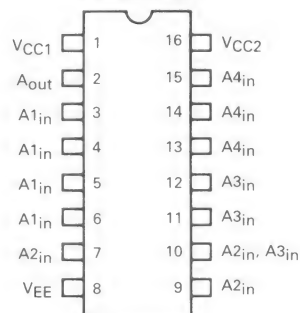 VCC1 1 16 VCC2
Aout 2 15 A4in
A1in 3 14 A4in
A1in 4 13 A4in
A1in 5 12 A3in
A1in 6 11 A3in
A2in 7 10 A2in, A3in
VEE 8 9 A2in